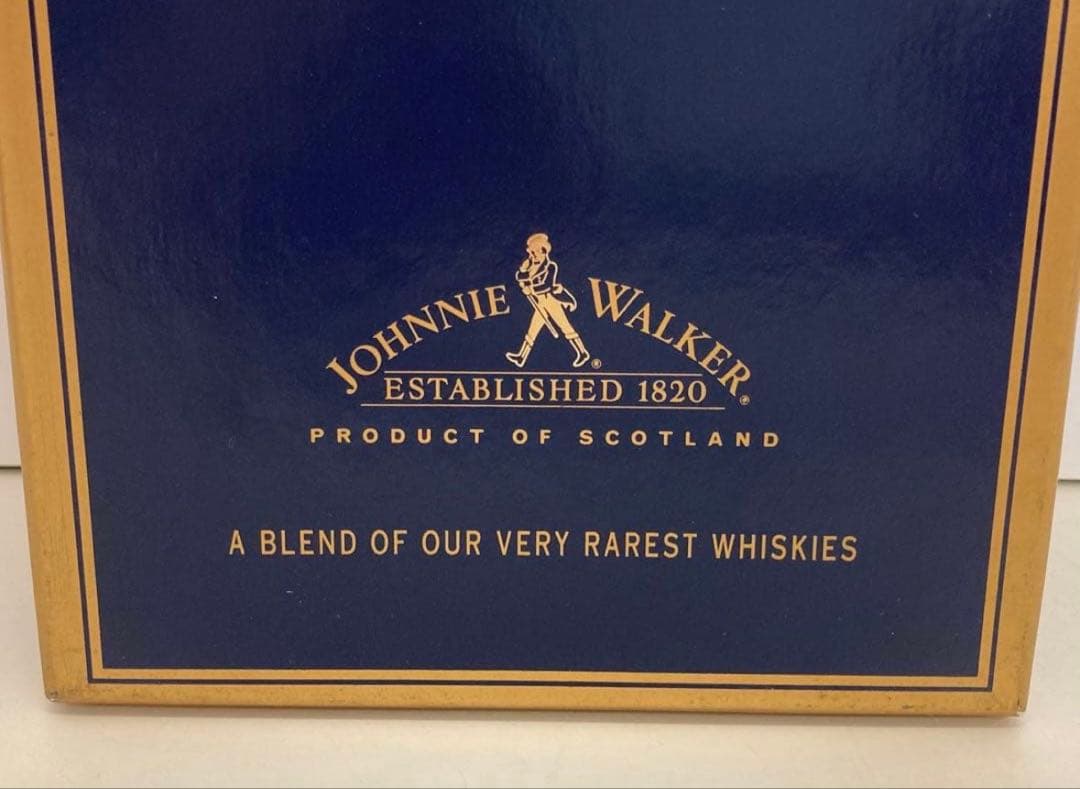 JOHNNIE WALKER®
ESTABLISHED 1820
PRODUCT OF SCOTLAND
A BLEND OF OUR VERY RAREST WHISKIES